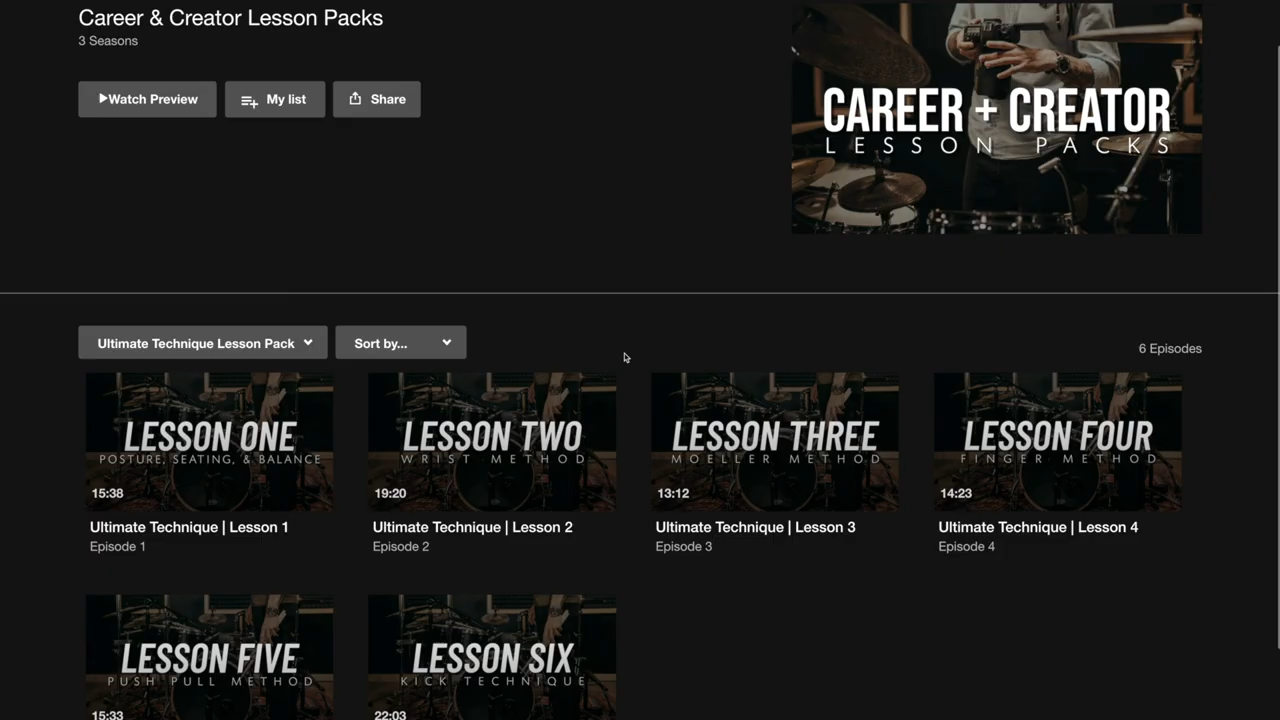 Career & Creator Lesson Packs
3 Seasons
Watch Preview
My list
Share
CAREER + CREATOR
LESSON PACKS
Ultimate Technique Lesson Pack
Sort by...
6 Episodes
LESSON ONE
POSTURE, SEATING, & BALANCE
15:38
Ultimate Technique | Lesson 1
Episode 1
LESSON TWO
WRIST METHOD
19:20
Ultimate Technique | Lesson 2
Episode 2
LESSON THREE
MOELLER METHOD
13:12
Ultimate Technique | Lesson 3
Episode 3
LESSON FOUR
FINGER METHOD
14:23
Ultimate Technique | Lesson 4
Episode 4
LESSON FIVE
PUSH PULL METHOD
15:33
LESSON SIX
KICK TECHNIQUE
22:03